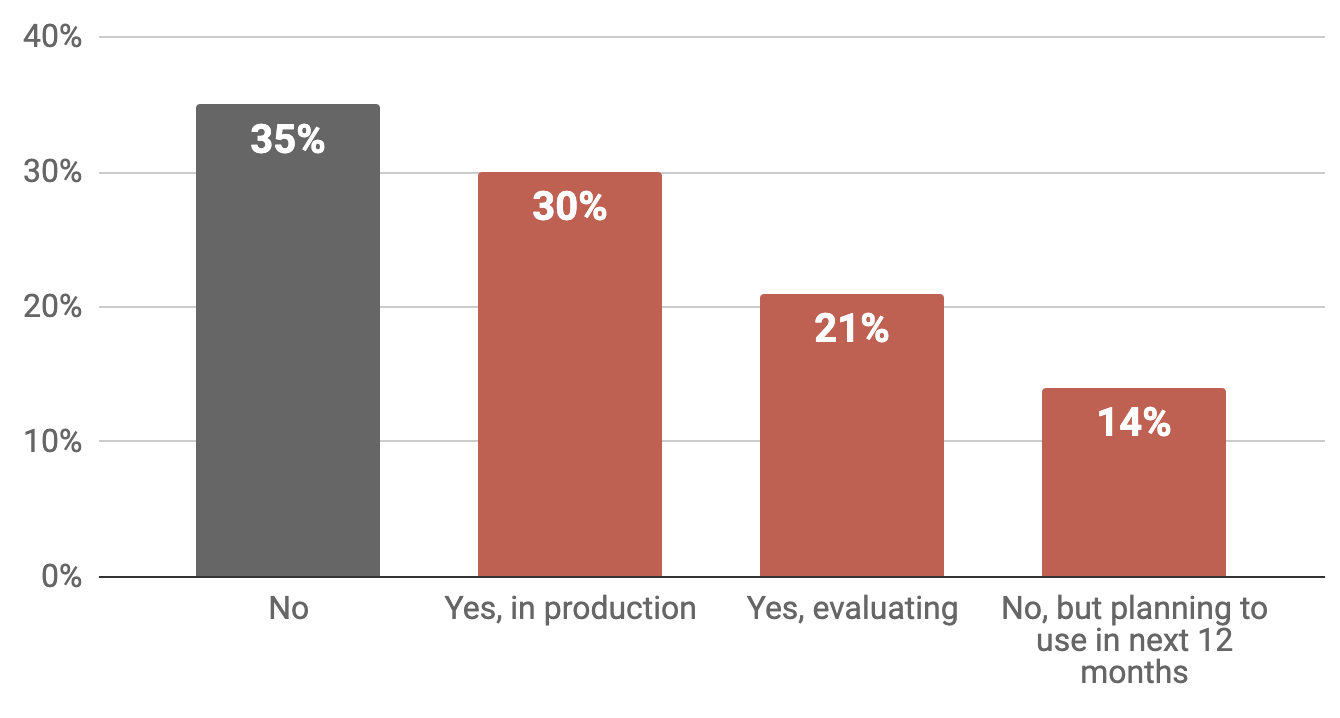 40%
30%
20%
10%
0%
35%
30%
21%
14%
No
Yes, in production
Yes, evaluating
No, but planning to
use in next 12
months